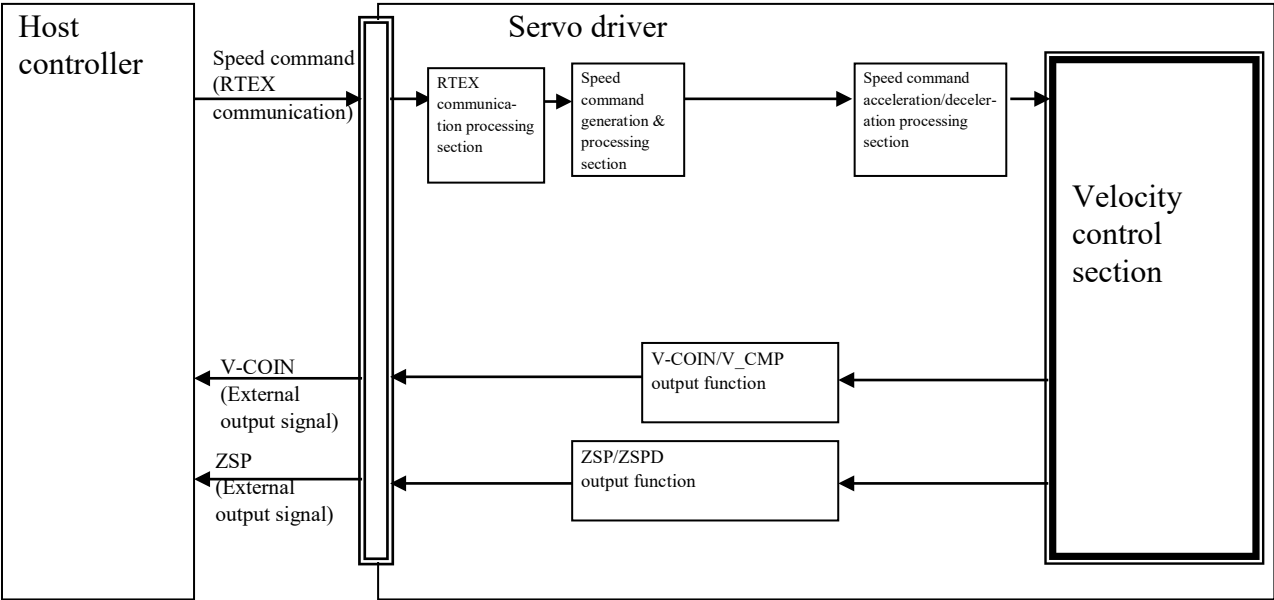 Host
controller
Servo driver
Speed command
(RTEX
communication)
RTEX
communica-
tion processing
section
Speed
command
generation &
processing
section
Speed command
acceleration/deceler-
ation processing
section
Velocity
control
section
V-COIN
(External
output signal)
V-COIN/V_CMP
output function
ZSP
(External
output signal)
ZSP/ZSPD
output function